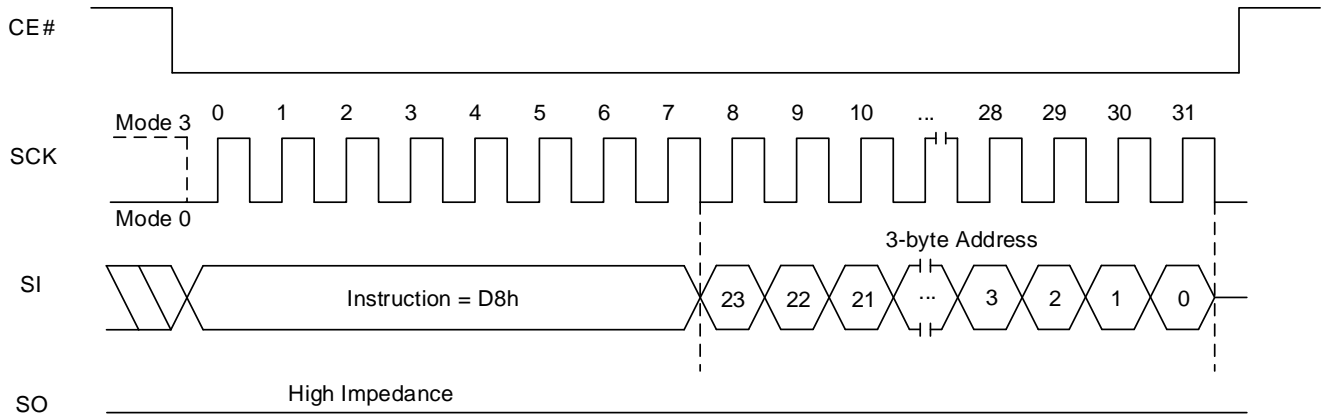 CE#
0 1 2 3 4 5 6 7 8 9 10 ... 28 29 30 31
Mode 3
SCK
Mode 0
3-byte Address
SI
Instruction = D8h 23 22 21 ... 3 2 1 0
High Impedance
SO